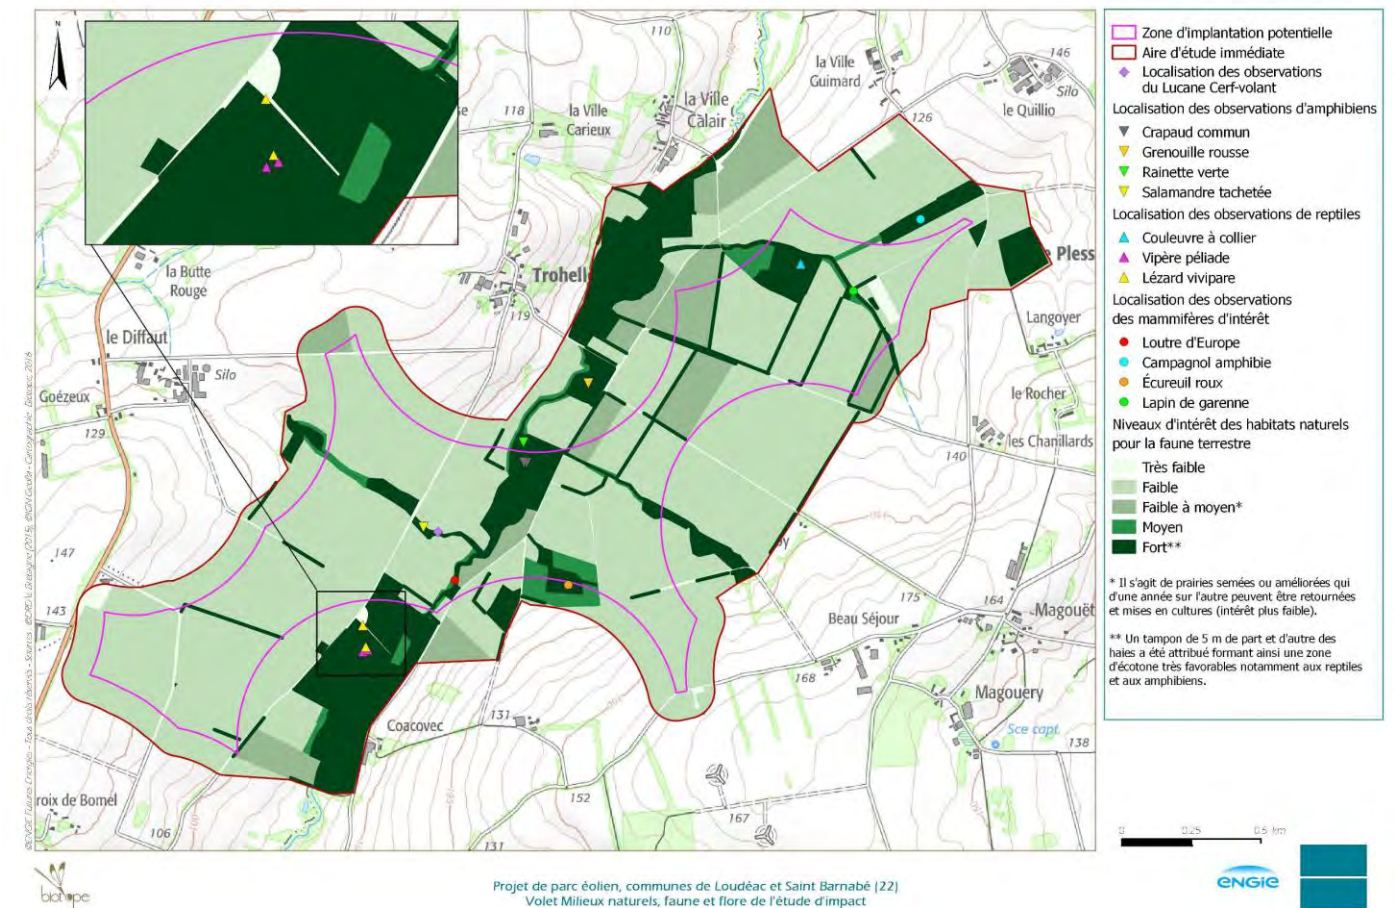 N
110
118
la Ville
Carieux
la Ville
Calair
la Ville
Guimard
146
Silo
le Quillio
126
Trohell
119
la Butte
Rouge
le Diffaut
Silo
Goézeux
129
Pless
Langoyer
le Rocher
les Chanillards
140
147
143
Coacovec
131
roix de Bomel
106
131
152
167
168
Beau Séjour
175
164
Magouët
Magouëry
Sce capt.
138
Zone d'implantation potentielle
Aire d'étude immédiate
Localisation des observations
du Lucane Cerf-volant
Localisation des observations d'amphibiens
Crapaud commun
Grenouille rousse
Rainette verte
Salamandre tachetée
Localisation des observations de reptiles
Couleuvre à collier
Vipère péliade
Lézard vivipare
Localisation des observations
des mammifères d'intérêt
Loutre d'Europe
Campagnol amphibie
Écureuil roux
Lapin de garenne
Niveaux d'intérêt des habitats naturels
pour la faune terrestre
Très faible
Faible
Faible à moyen*
Moyen
Fort**
* Il s'agit de prairies semées ou améliorées qui
d'une année sur l'autre peuvent être retournées
et mises en cultures (intérêt plus faible).
** Un tampon de 5 m de part et d'autre des
haies a été attribué formant ainsi une zone
d'écotone très favorables notamment aux reptiles
et aux amphibiens.
0 0,25 0,5 km
biotope
ENGIE
Projet de parc éolien, communes de Loudéac et Saint Barnabé (22)
Volet Milieux naturels, faune et flore de l'étude d'impact